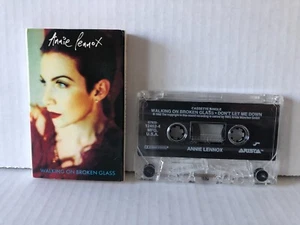 Annie Lennox
WALKING ON BROKEN GLASS
CASSETTE SINGLE
WALKING ON BROKEN GLASS • DON'T LET ME DOWN
MFG.
U.S.A.
ANNIE LENNOX
ARISTA